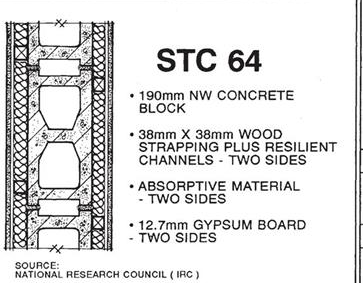 STC 64
• 190mm NW CONCRETE
BLOCK
• 38mm X 38mm WOOD
STRAPPING PLUS RESILIENT
CHANNELS - TWO SIDES
• ABSORPTIVE MATERIAL
- TWO SIDES
• 12.7mm GYPSUM BOARD
- TWO SIDES
SOURCE:
NATIONAL RESEARCH COUNCIL ( IRC )